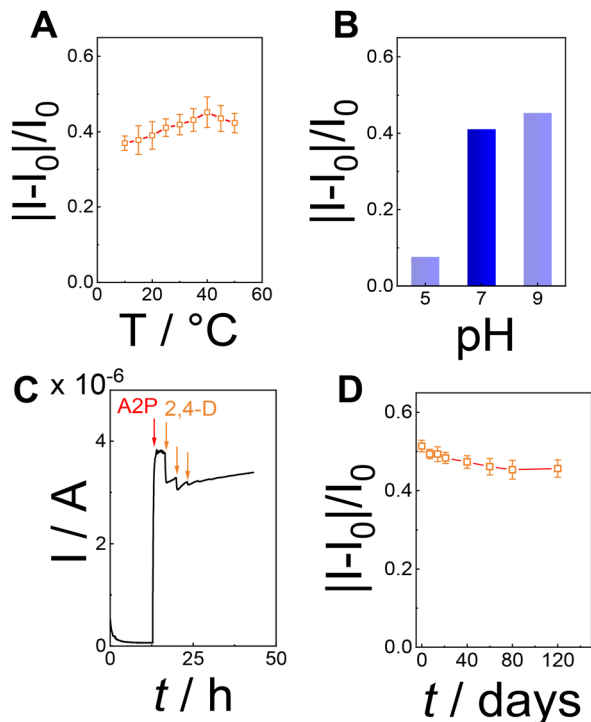 A
|I-I₀|/I₀
0.6
0.4
0.2
0.0
0 20 40 60
T / °C
B
|I-I₀|/I₀
0.6
0.4
0.2
0.0
5 7 9
pH
C
x 10⁻⁶
A2P 2,4-D
I / A
6
4
2
0 25 50
t / h
D
|I-I₀|/I₀
0.6
0.4
0.2
0.0
0 40 80 120
t / days